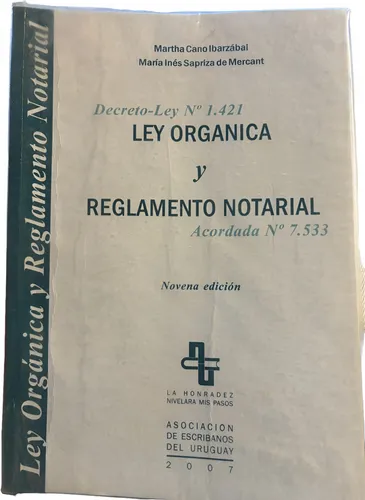 Martha Cano Ibarzábal
María Inés Sapriza de Mercant
Decreto-Ley Nº 1.421
LEY ORGANICA
y
REGLAMENTO NOTARIAL
Acordada Nº 7.533
Novena edición
LA HONRADEZ
NIVELARA MIS PASOS
ASOCIACION
DE ESCRIBANOS
DEL URUGUAY
2007
Ley Orgánica y Reglamento Notarial